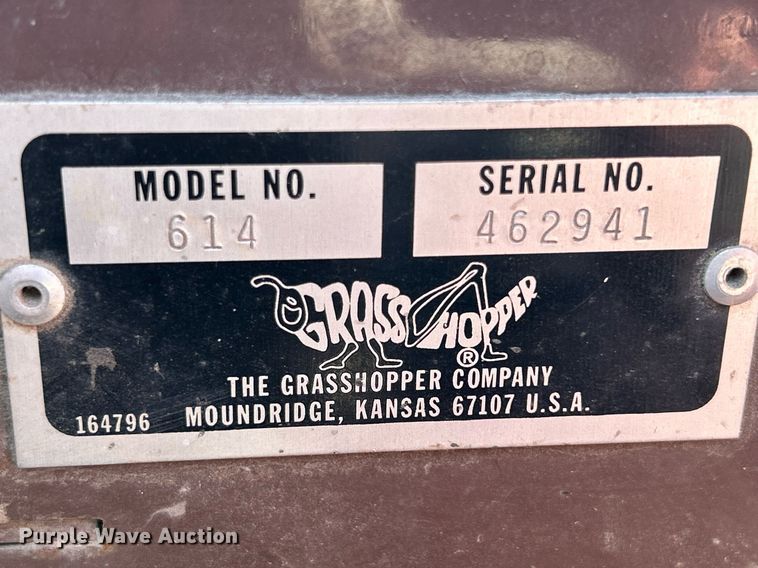 MODEL NO.
614
SERIAL NO.
462941
GRASSHOPPER®
THE GRASSHOPPER COMPANY
164796 MOUNDRIDGE, KANSAS 67107 U.S.A.
Purple Wave Auction